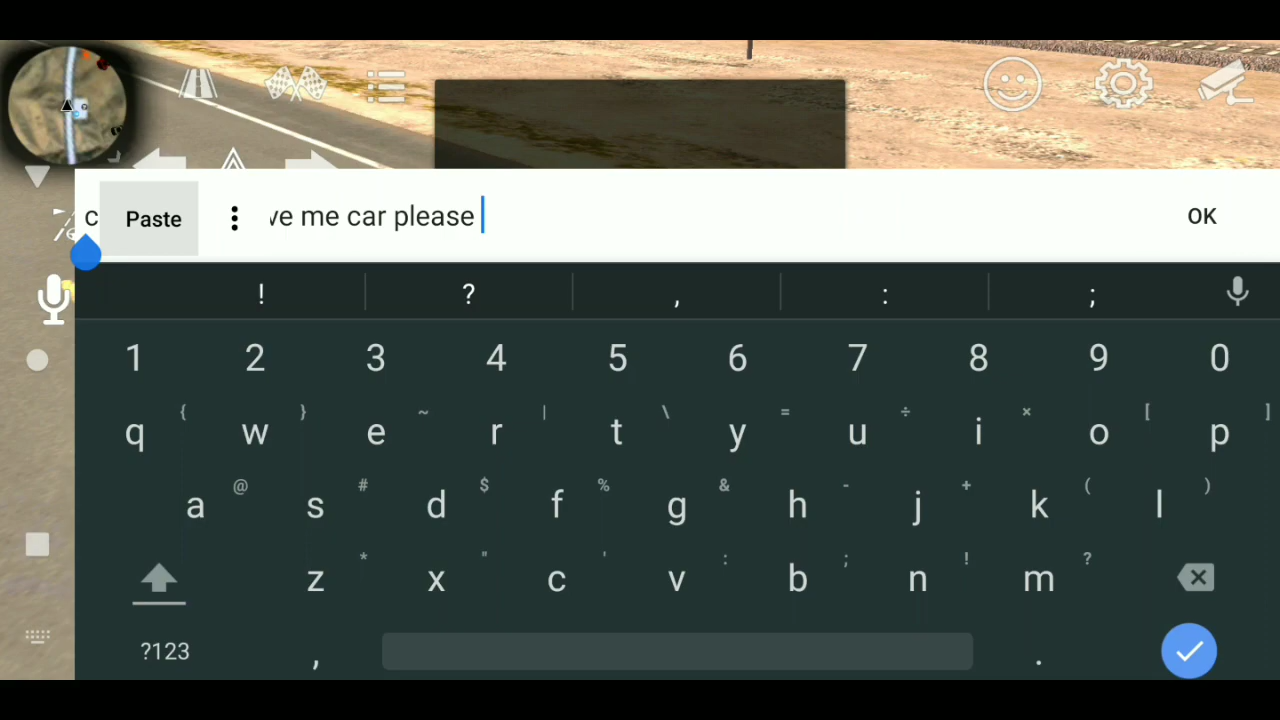 c Paste ve me car please OK
! ? , : ;
1 2 3 4 5 6 7 8 9 0
{ } ~ | \ = ÷ × [ ]
q w e r t y u i o p
@ # $ % & - + ( )
a s d f g h j k l
* " ' : ; ! ?
z x c v b n m
?123 , .